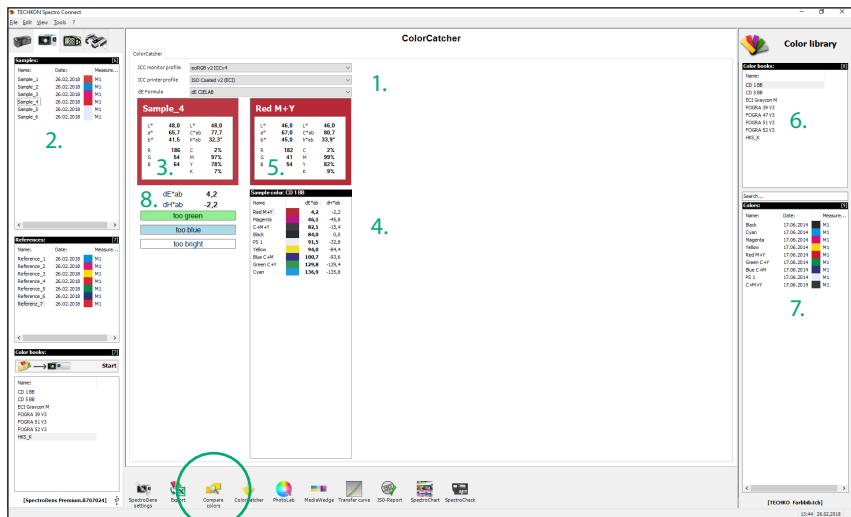 TECHKON Spectro Connect
File Edit View Tools ?
ColorCatcher
Color library
ColorCatcher
ICC monitor profile eciRGB v2 ICCv4
ICC printer profile ISO Coated v2 (ECI)
dE Formula dE CIELAB
1.
Samples: [6]
Name: Date: Measure...
Sample_1 26.02.2018 M1
Sample_2 26.02.2018 M1
Sample_3 26.02.2018 M1
Sample_4 26.02.2018 M1
Sample_5 26.02.2018 M1
Sample_6 26.02.2018 M1
2.
Sample_4
L* 48,0 L* 48,0
a* 65,7 C*ab 77,7
b* 41,5 h*ab 32,3°
R 186 C 2%
G 54 M 97%
B 64 Y 78%
K 7%
3.
Red M+Y
L* 46,0 L* 46,0
a* 67,0 C*ab 80,7
b* 45,0 h*ab 33,9°
R 182 C 2%
G 41 M 99%
B 54 Y 82%
K 9%
5.
8.
dE*ab 4,2
dH*ab -2,2
too green
too blue
too bright
Sample color: CD 1 BB
Name dE*ab dH*ab
Red M+Y 4,2 -2,2
Magenta 46,1 -45,8
C+M+Y 82,1 -15,4
Black 84,0 0,0
PS 1 91,5 -32,8
Yellow 94,0 -84,4
Blue C+M 100,7 -93,6
Green C+Y 129,8 -129,4
Cyan 136,9 -135,8
4.
References: [7]
Name: Date: Measure...
Reference_1 26.02.2018 M1
Reference_2 26.02.2018 M1
Reference_3 26.02.2018 M1
Reference_4 26.02.2018 M1
Reference_5 26.02.2018 M1
Reference_6 26.02.2018 M1
Referenz_7 26.02.2018 M1
Color books: [7]
Start
Name:
CD 1 BB
CD 5 BB
ECI Graycon M
FOGRA 39 V3
FOGRA 51 V3
FOGRA 52 V3
HKS_K
[SpectroDens Premium.B707024]
Color books: [8]
Name:
CD 1 BB
CD 5 BB
ECI Graycon M
FOGRA 39 V3
FOGRA 47 V3
FOGRA 51 V3
FOGRA 52 V3
HKS_K
6.
Search...
Colors: [9]
Name: Date: Measure...
Black 17.06.2014 M1
Cyan 17.06.2014 M1
Magenta 17.06.2014 M1
Yellow 17.06.2014 M1
Red M+Y 17.06.2014 M1
Green C+Y 17.06.2014 M1
Blue C+M 17.06.2014 M1
PS 1 17.06.2014 M1
C+M+Y 17.06.2014 M1
7.
SpectroDens settings
Export
Compare colors
ColorCatcher
PhotoLab
MediaWedge
Transfer curve
ISO-Report
SpectroChart
SpectroCheck
[TECHKO Farbbib.tcb]
13:44 26.02.2018